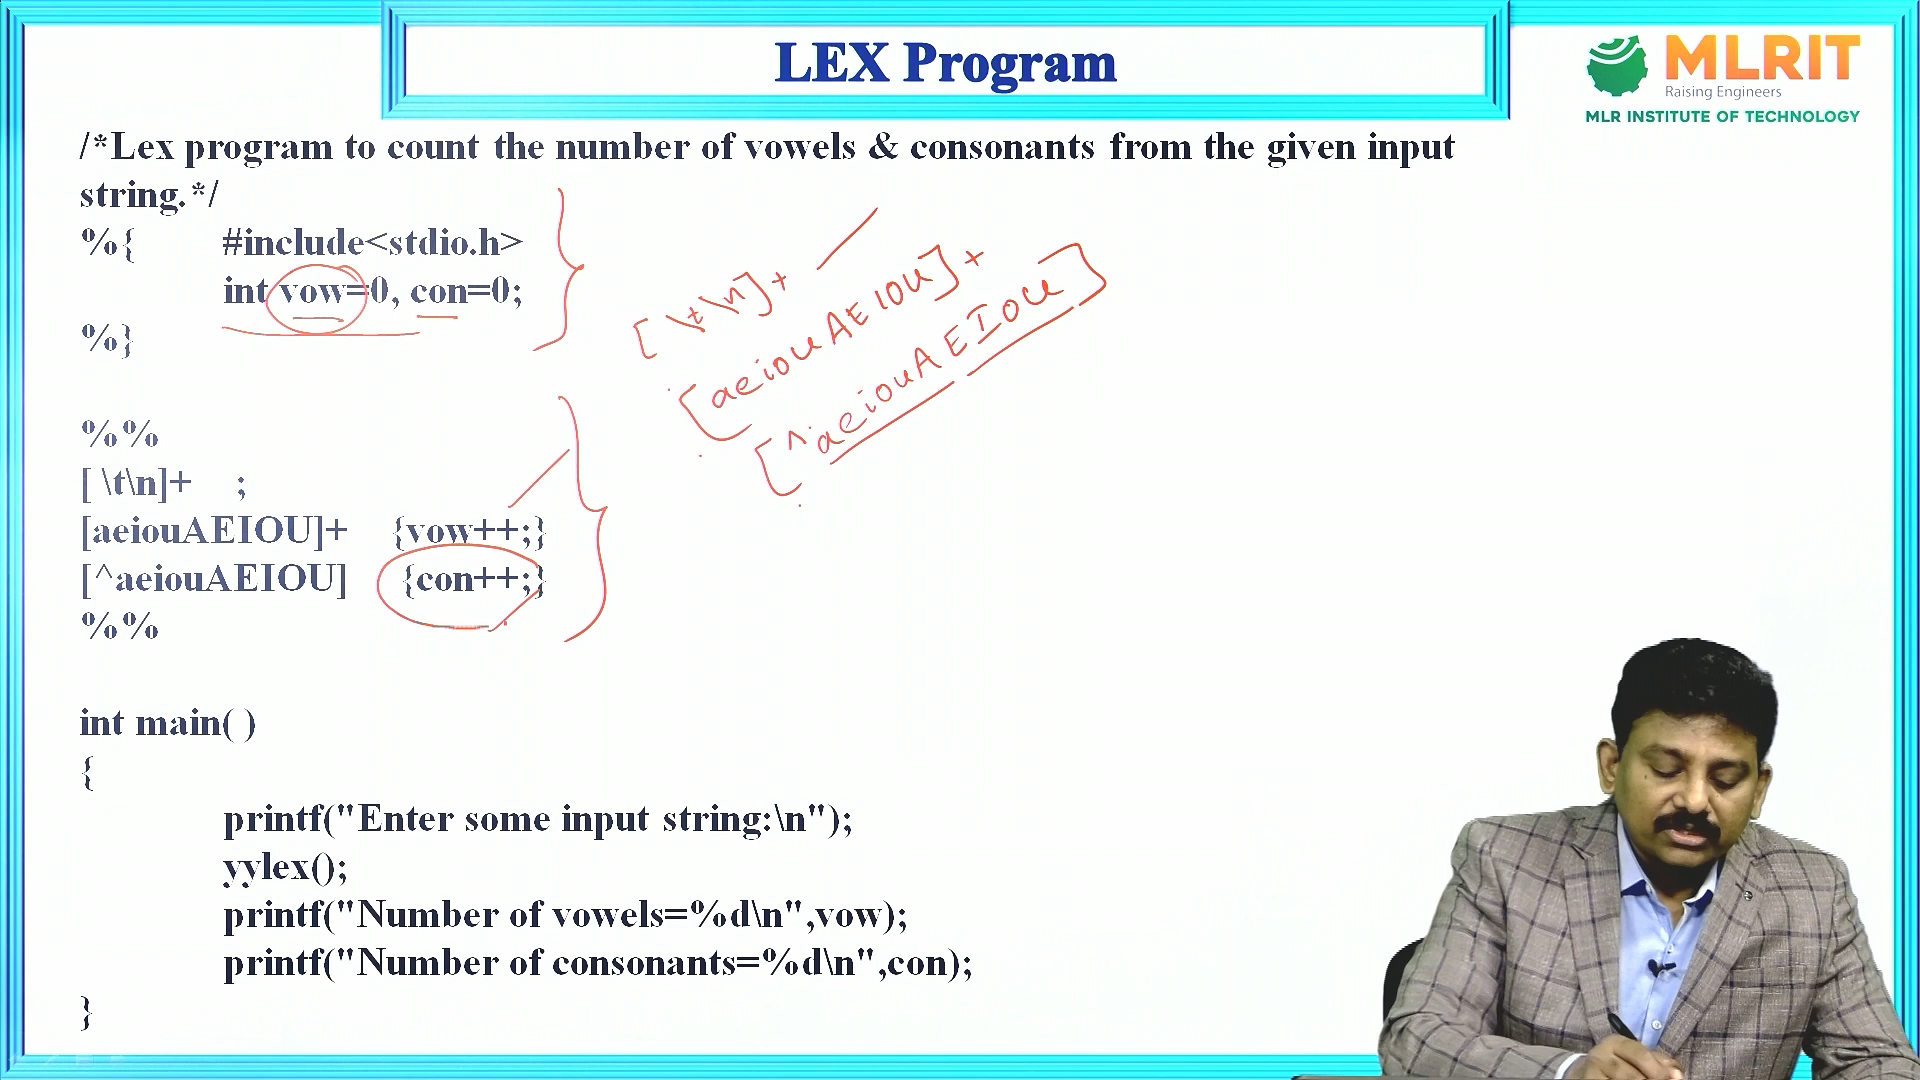 LEX Program
MLRIT
Raising Engineers
MLR INSTITUTE OF TECHNOLOGY
/*Lex program to count the number of vowels & consonants from the given input
string.*/
%{ #include<stdio.h>
int vow=0, con=0;
%}
%%
[ \t\n]+ ;
[aeiouAEIOU]+ {vow++;}
[^aeiouAEIOU] {con++;}
%%
int main( )
{
printf("Enter some input string:\n");
yylex();
printf("Number of vowels=%d\n",vow);
printf("Number of consonants=%d\n",con);
}
[ \t\n]+
[aeiouAEIOU]+
[^aeiouAEIOU]